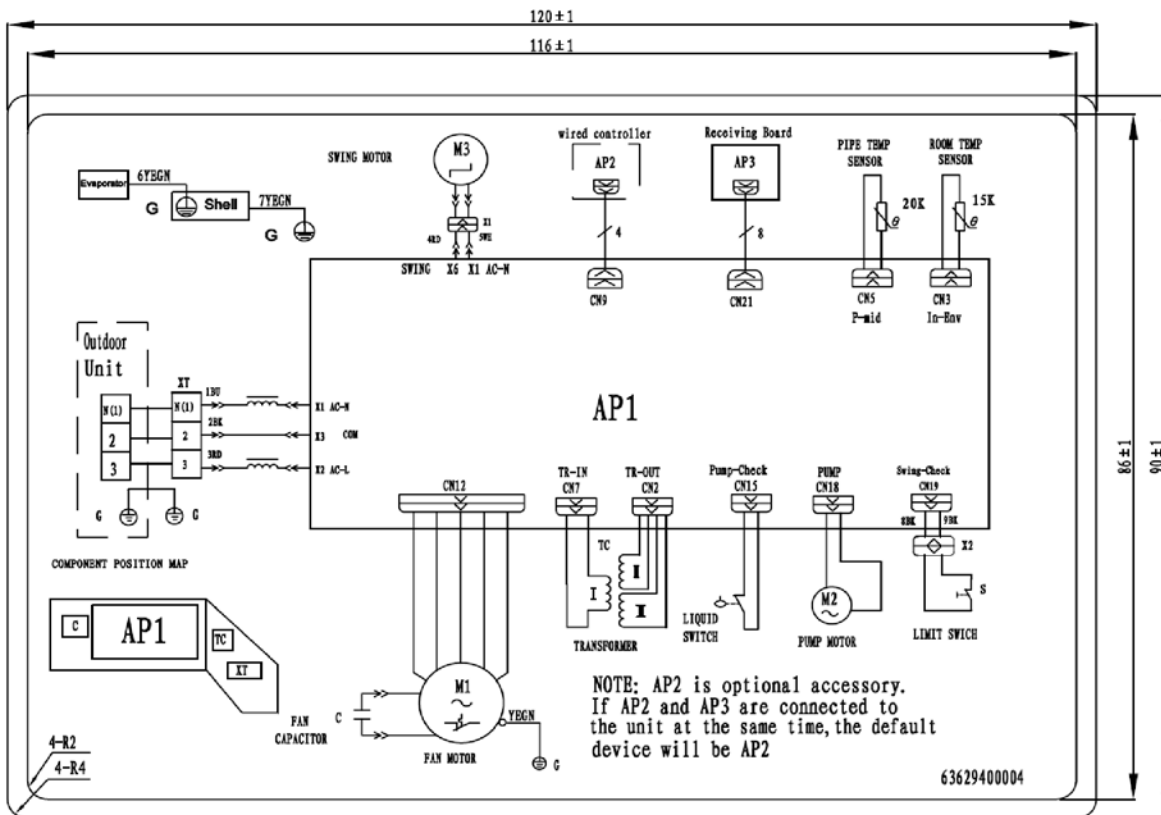 120±1
116±1
wired controller
Receiving Board
PIPE TEMP
SENSOR
ROOM TEMP
SENSOR
SWING MOTOR
M3
AP2
AP3
Evaporator
6YEGN
G
Shell
7YEGN
G
20K
θ
15K
θ
X1
4RD
5WH
4
8
SWING X6 X1 AC-N
CN9
CN21
CN5
P-mid
CN3
In-Env
Outdoor
Unit
XT
N(1)
N(1)
1BU
X1 AC-N
2
2
2BK
X3 COM
3
3
3RD
X2 AC-L
G
G
AP1
86±1
90±1
CN12
TR-IN
CN7
TR-OUT
CN2
Pump-Check
CN15
PUMP
CN18
Swing-Check
CN19
8BK
9BK
X2
TC
I
II
II
S
LIQUID
SWITCH
M2
PUMP MOTOR
LIMIT SWICH
TRANSFORMER
COMPONENT POSITION MAP
C
AP1
TC
XT
M1
C
FAN
CAPACITOR
YEGN
G
FAN MOTOR
NOTE: AP2 is optional accessory.
If AP2 and AP3 are connected to
the unit at the same time, the default
device will be AP2
4-R2
4-R4
63629400004